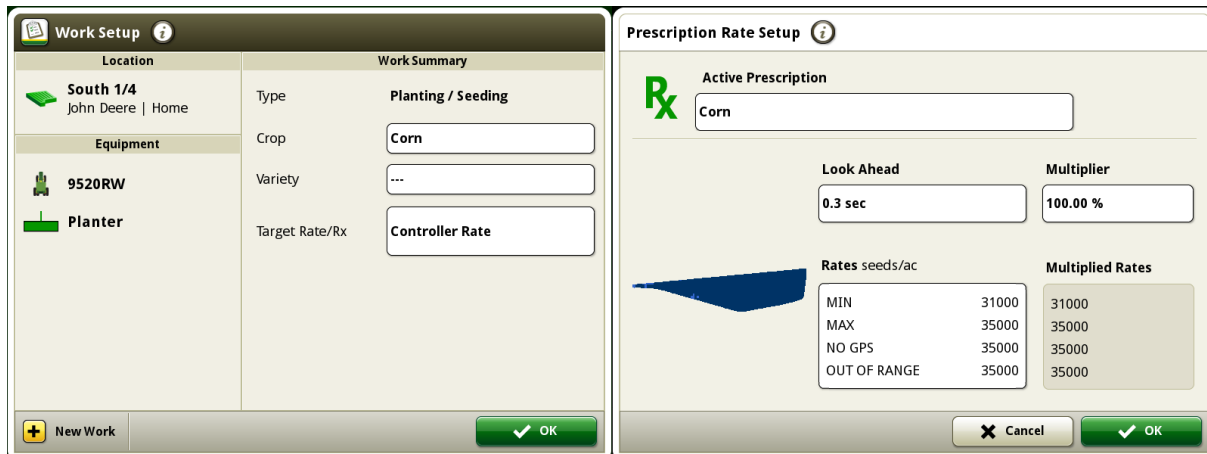 Work Setup i
Location
South 1/4
John Deere | Home
Equipment
9520RW
Planter
Work Summary
Type Planting / Seeding
Crop Corn
Variety ---
Target Rate/Rx Controller Rate
New Work
OK
Prescription Rate Setup i
Rx
Active Prescription
Corn
Look Ahead
0.3 sec
Multiplier
100.00 %
Rates seeds/ac
MIN 31000
MAX 35000
NO GPS 35000
OUT OF RANGE 35000
Multiplied Rates
31000
35000
35000
35000
Cancel
OK